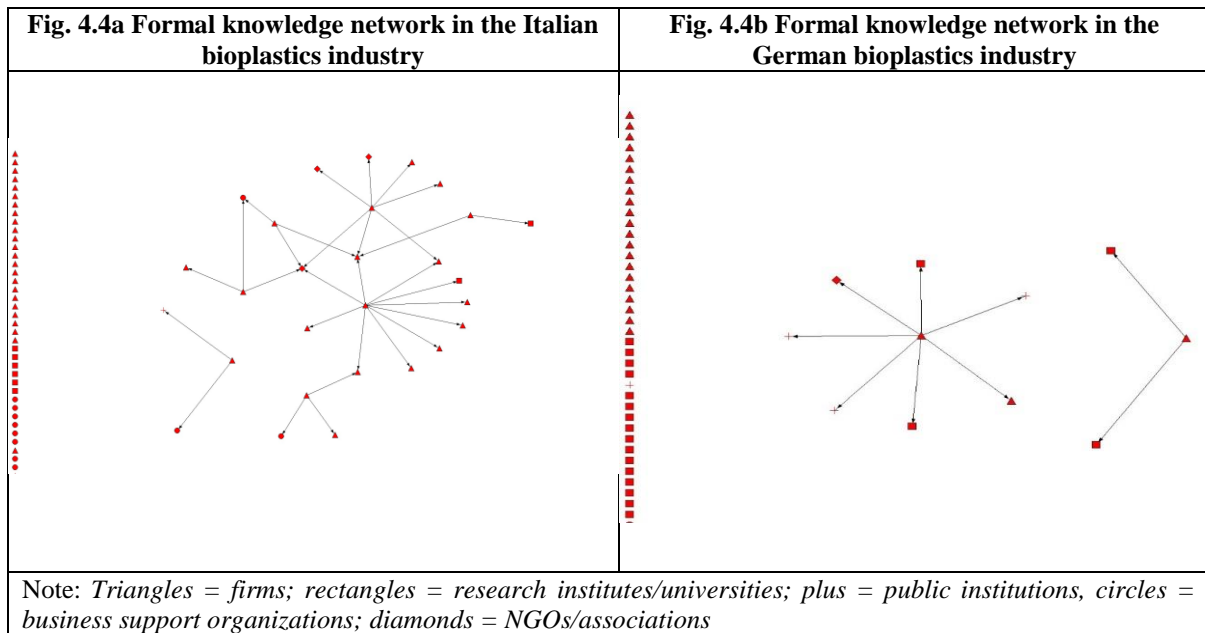 Fig. 4.4a Formal knowledge network in the Italian
bioplastics industry
Fig. 4.4b Formal knowledge network in the
German bioplastics industry
Note: Triangles = firms; rectangles = research institutes/universities; plus = public institutions, circles =
business support organizations; diamonds = NGOs/associations